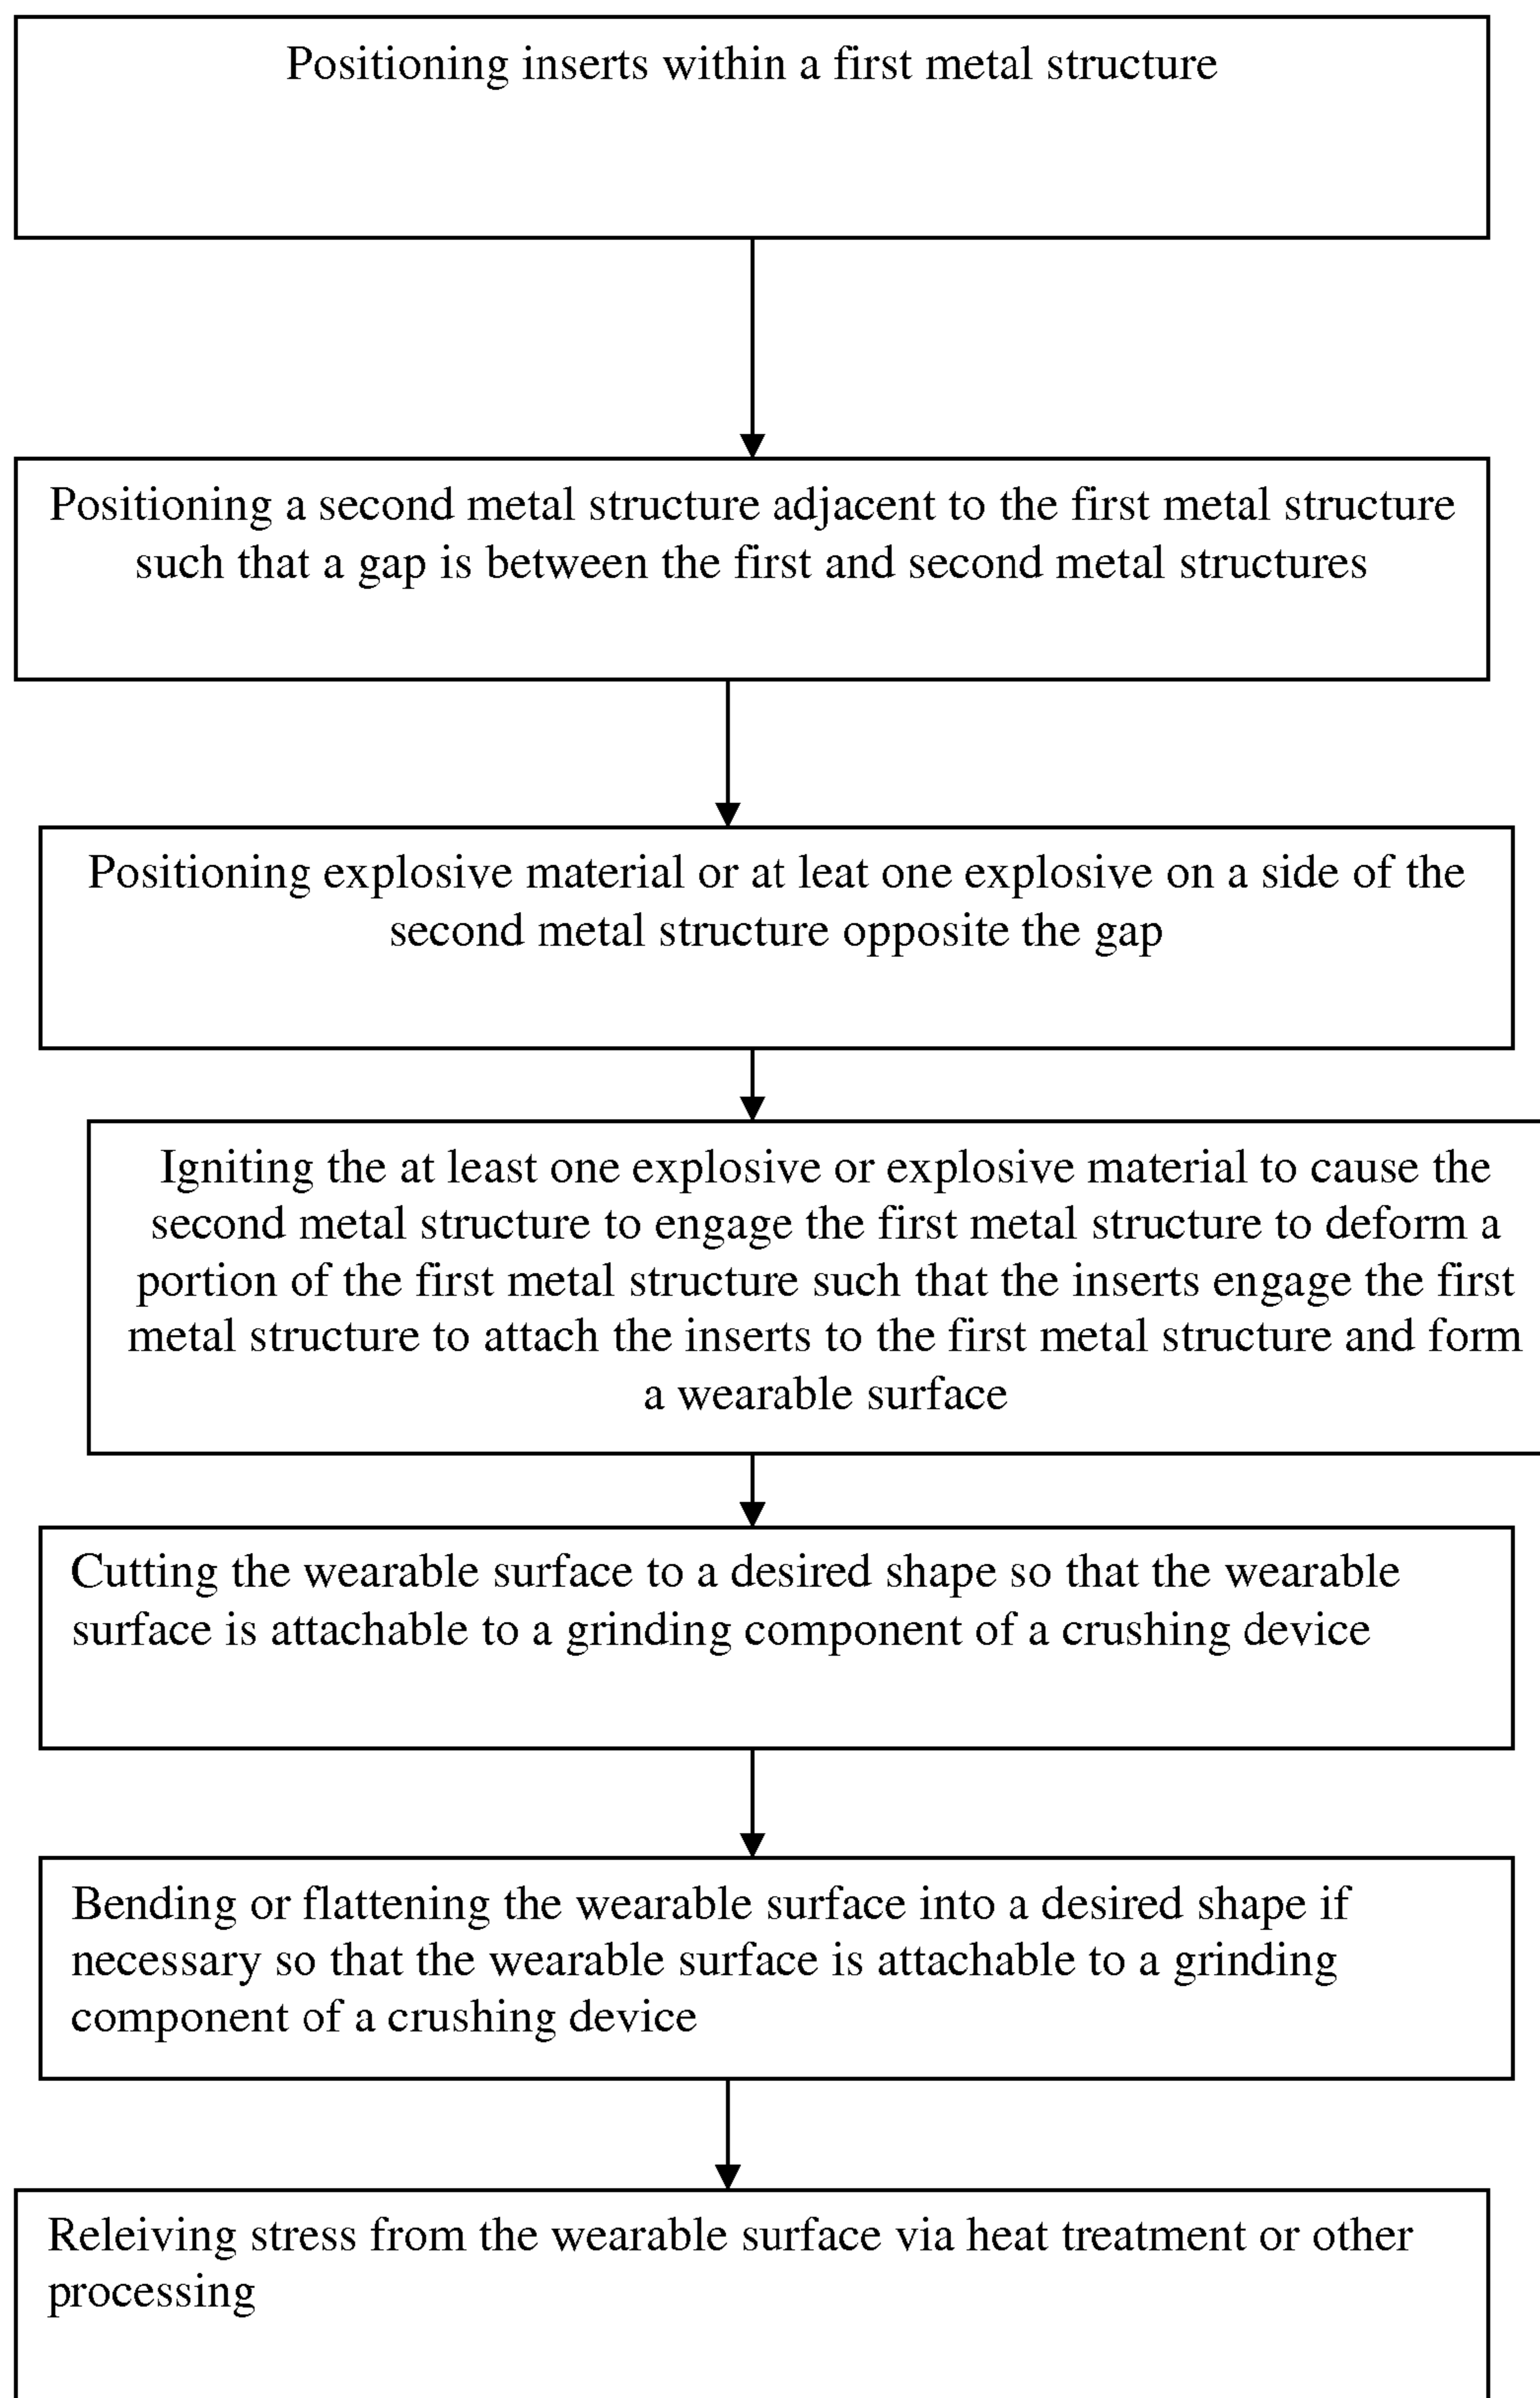 Positioning inserts within a first metal structure
Positioning a second metal structure adjacent to the first metal structure
such that a gap is between the first and second metal structures
Positioning explosive material or at leat one explosive on a side of the
second metal structure opposite the gap
Igniting the at least one explosive or explosive material to cause the
second metal structure to engage the first metal structure to deform a
portion of the first metal structure such that the inserts engage the first
metal structure to attach the inserts to the first metal structure and form
a wearable surface
Cutting the wearable surface to a desired shape so that the wearable
surface is attachable to a grinding component of a crushing device
Bending or flattening the wearable surface into a desired shape if
necessary so that the wearable surface is attachable to a grinding
component of a crushing device
Releiving stress from the wearable surface via heat treatment or other
processing